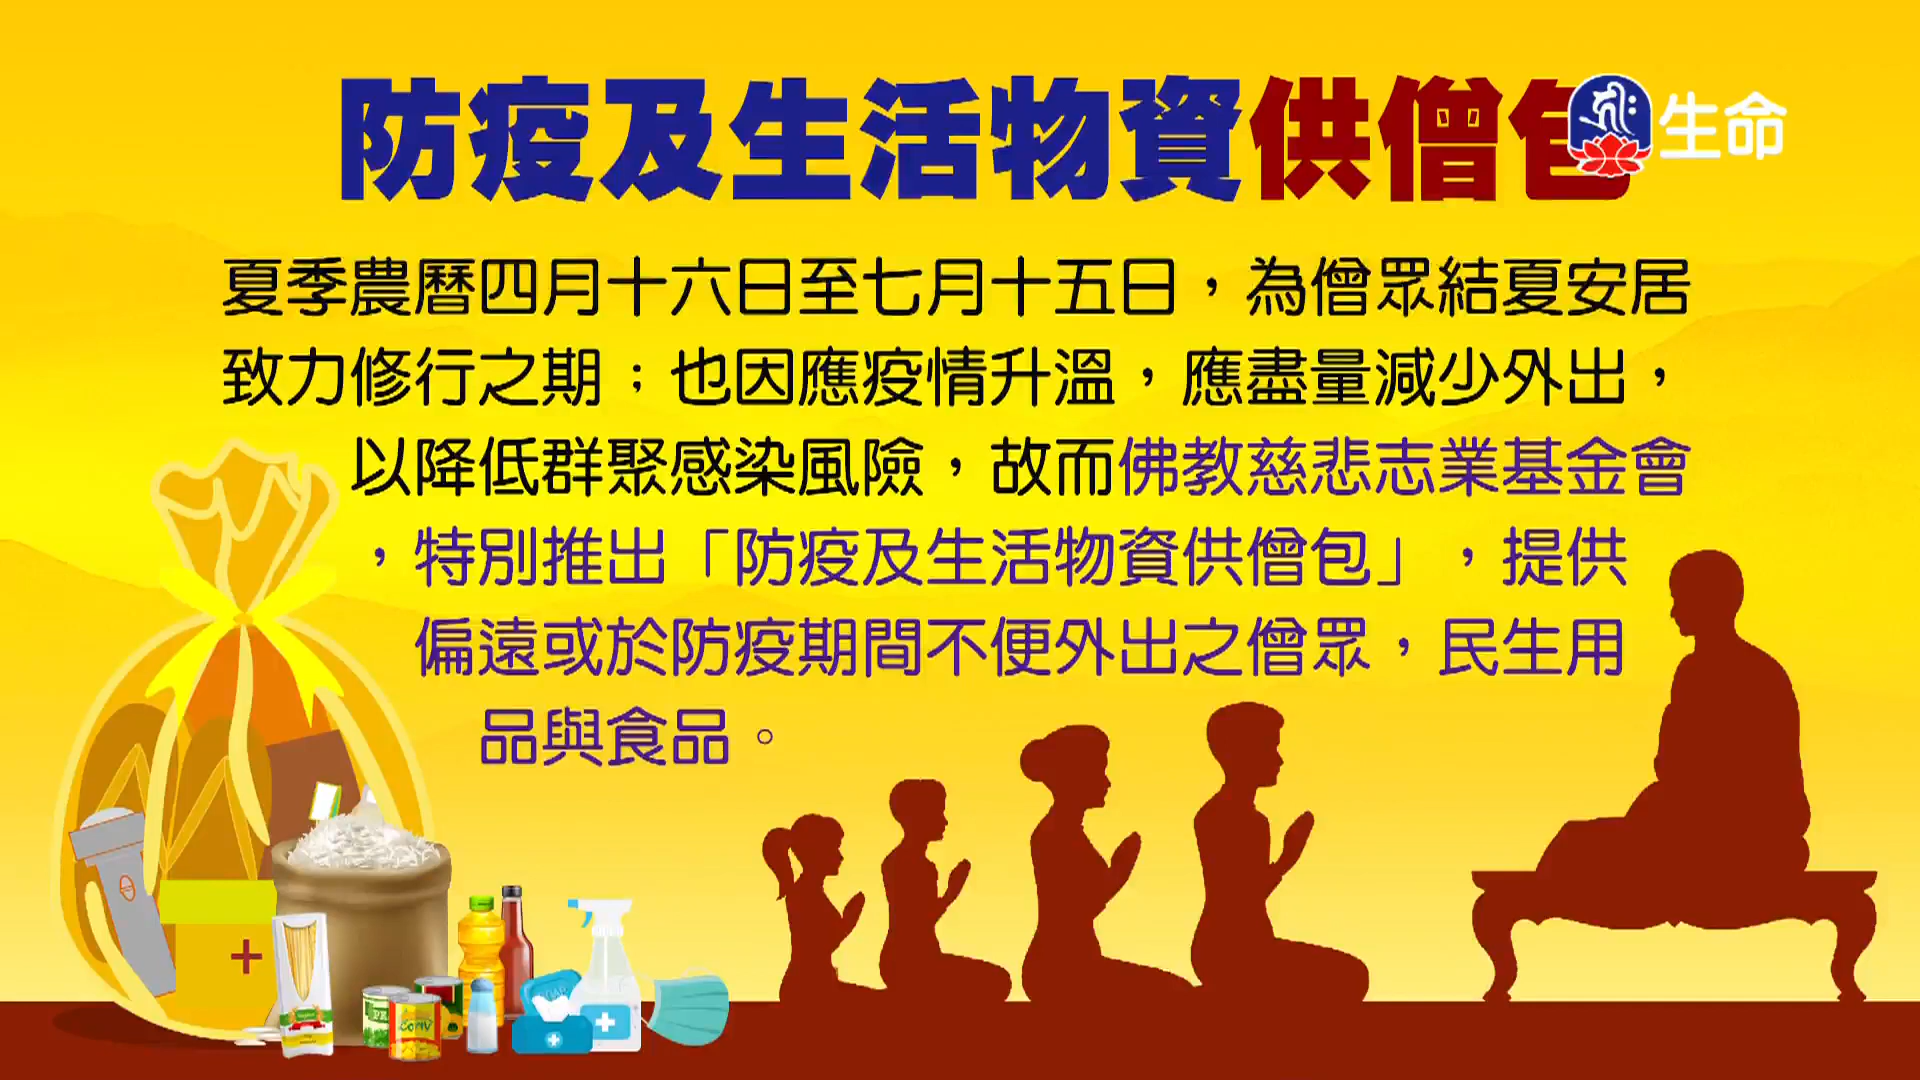 防疫及生活物資供僧包
生命
夏季農曆四月十六日至七月十五日，為僧眾結夏安居
致力修行之期；也因應疫情升溫，應盡量減少外出，
以降低群聚感染風險，故而佛教慈悲志業基金會
，特別推出「防疫及生活物資供僧包」，提供
偏遠或於防疫期間不便外出之僧眾，民生用
品與食品。
CORN